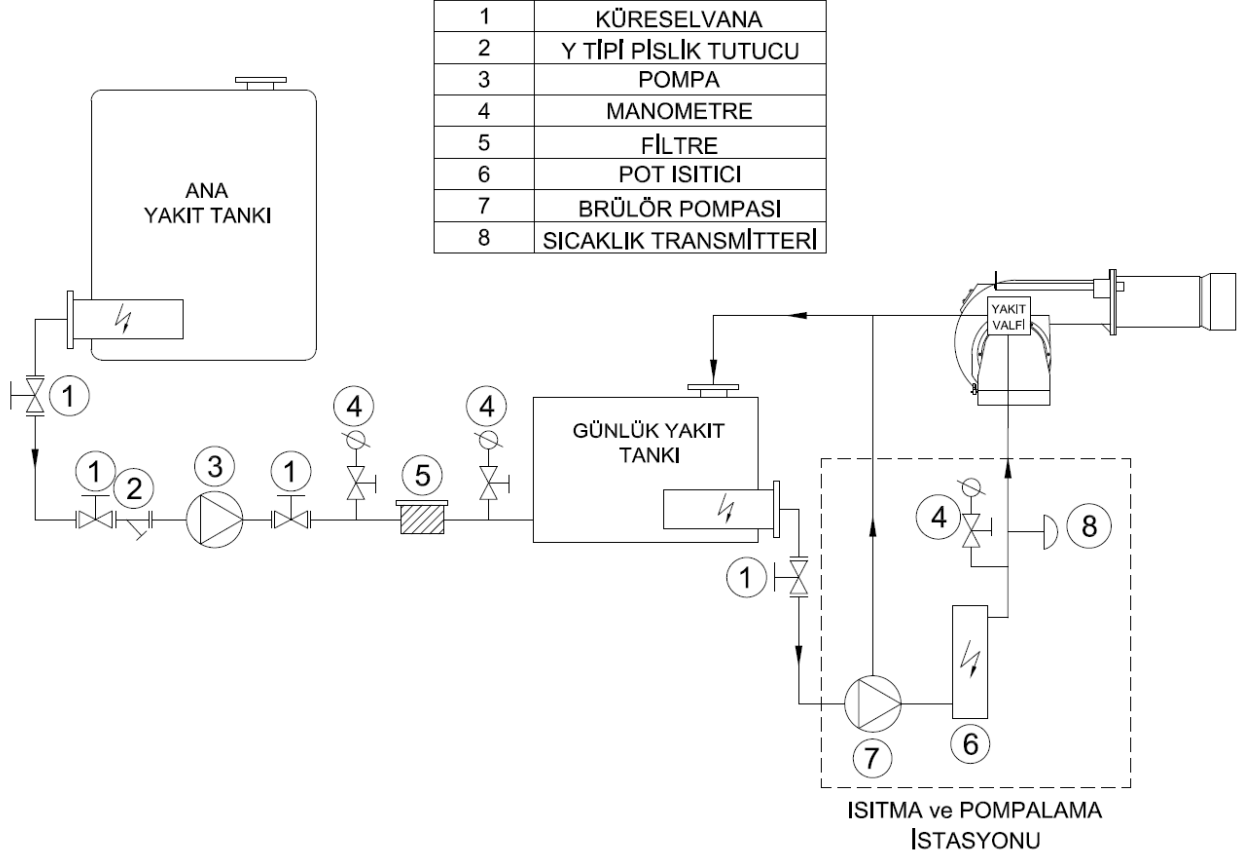 1 KÜRESELVANA
2 Y TİPİ PİSLİK TUTUCU
3 POMPA
4 MANOMETRE
5 FİLTRE
6 POT ISITICI
7 BRÜLÖR POMPASI
8 SICAKLIK TRANSMİTTERİ
ANA
YAKIT TANKI
YAKIT
VALFİ
1
4
4
GÜNLÜK YAKIT
TANKI
1
2
3
1
5
4
8
1
7
6
ISITMA ve POMPALAMA
İSTASYONU